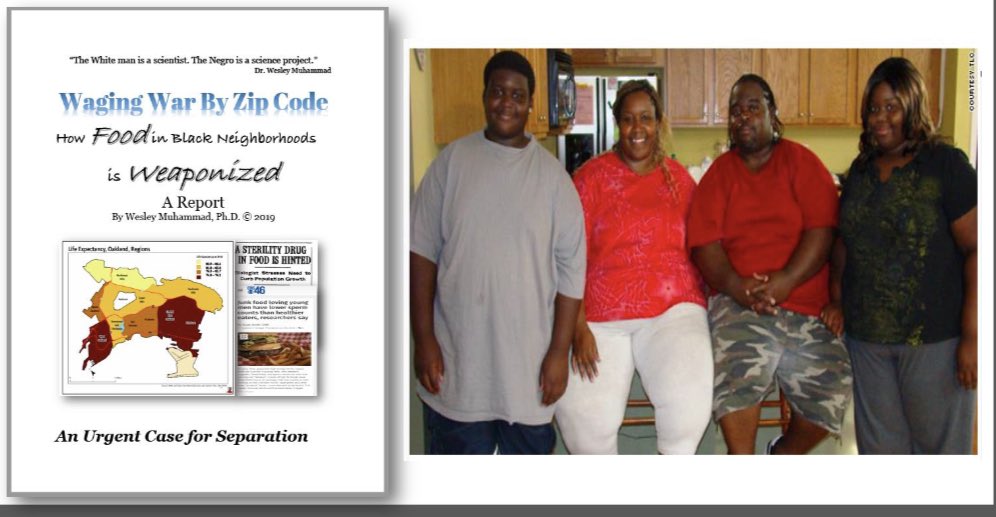 "The White man is a scientist. The Negro is a science project."
Dr. Wesley Muhammad
Waging War By Zip Code
How Food in Black Neighborhoods
is Weaponized
A Report
By Wesley Muhammad, Ph.D. © 2019
Life Expectancy, Oakland, Regions
A STERILITY DRUG
IN FOOD IS HINTED
ologist Stresses Need to
Curb Population Growth
46
Junk food loving young
men have lower sperm
counts than healthier
eaters, researchers say
An Urgent Case for Separation
COURTESY TLC